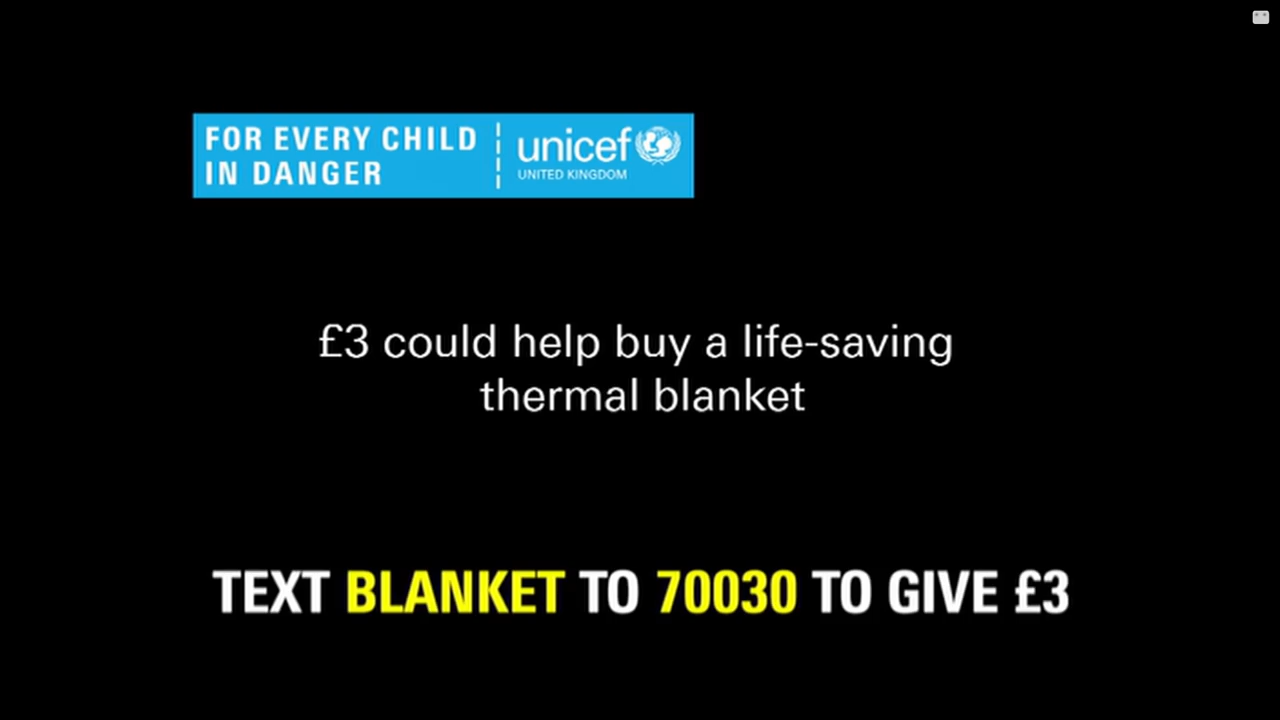 FOR EVERY CHILD
IN DANGER
unicef
UNITED KINGDOM
£3 could help buy a life-saving
thermal blanket
TEXT BLANKET TO 70030 TO GIVE £3